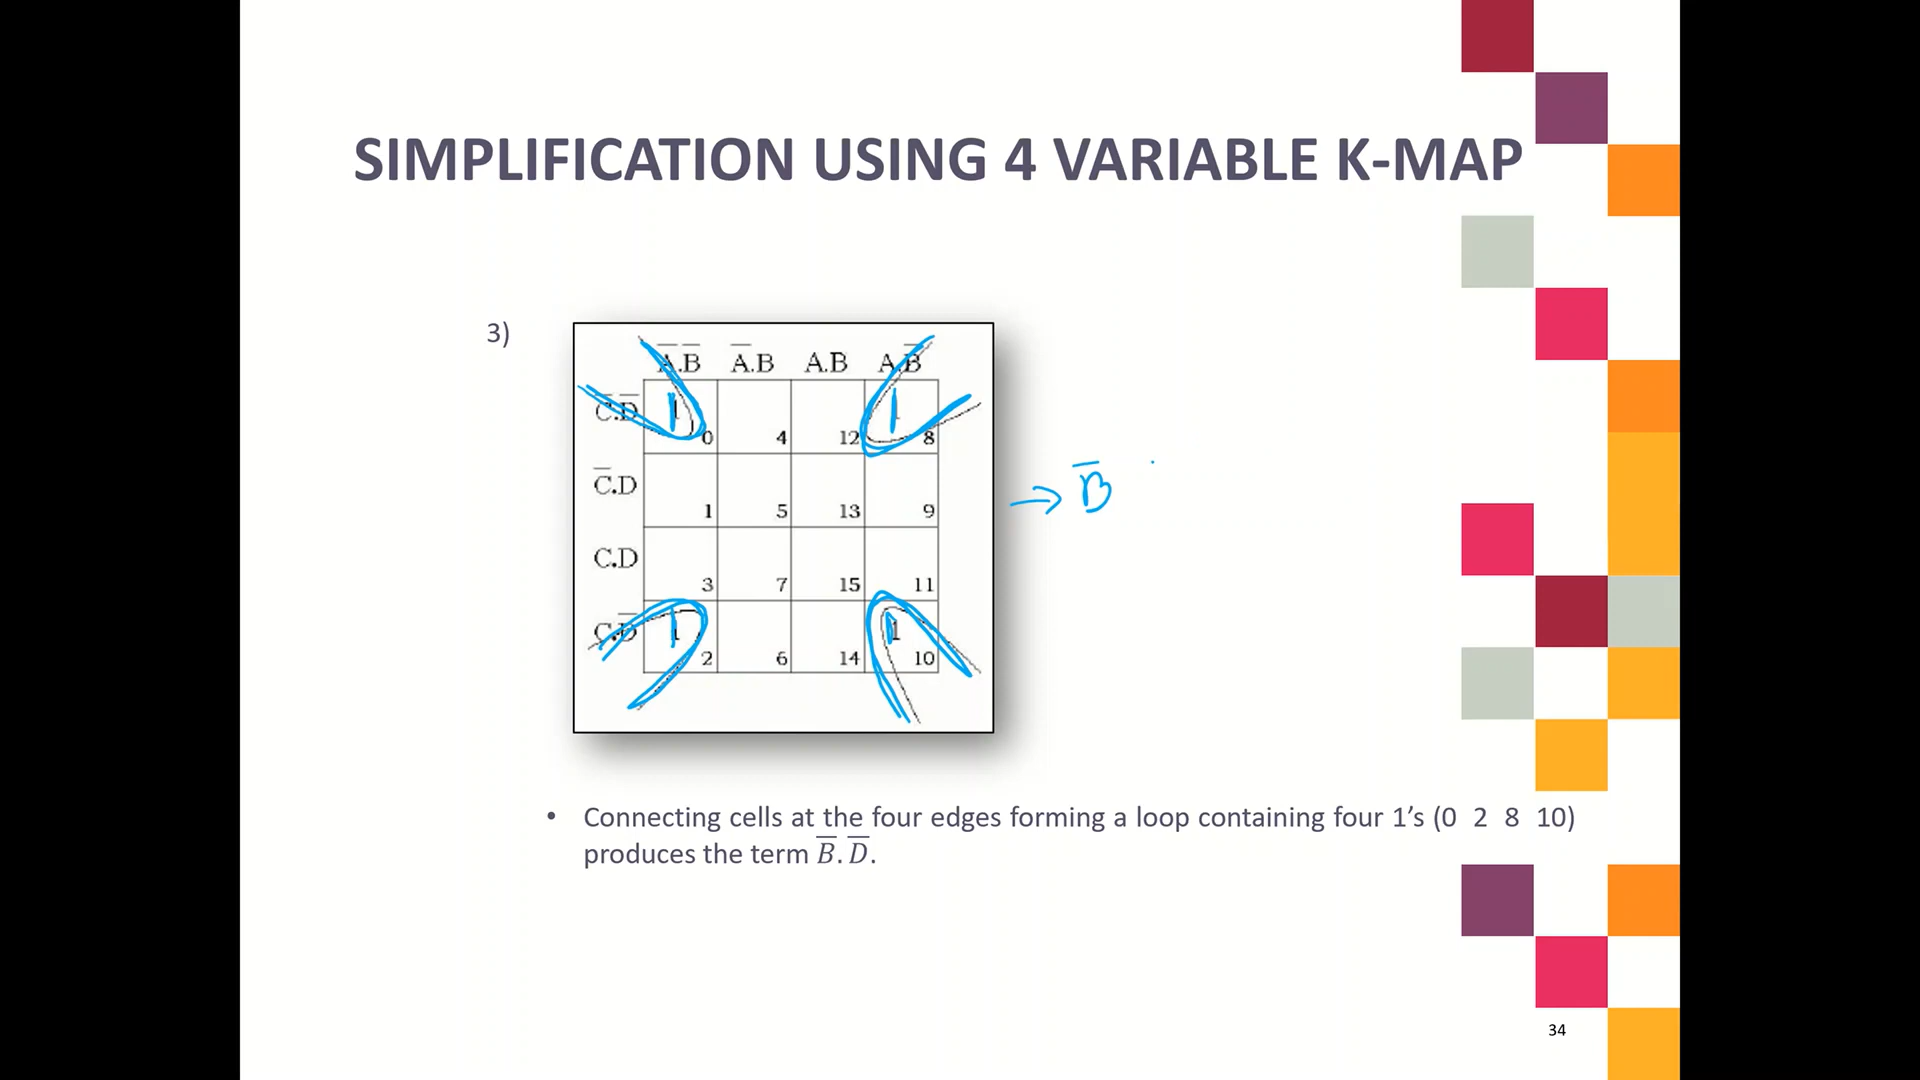 SIMPLIFICATION USING 4 VARIABLE K-MAP
3)
A̅.B̅ A̅.B A.B A.B̅
C̅.D̅ 1 1
0 4 12 8
C̅.D
1 5 13 9
→ B̅
C.D
3 7 15 11
C.D̅ 1 1
2 6 14 10
• Connecting cells at the four edges forming a loop containing four 1’s (0 2 8 10)
produces the term B̅. D̅.
34